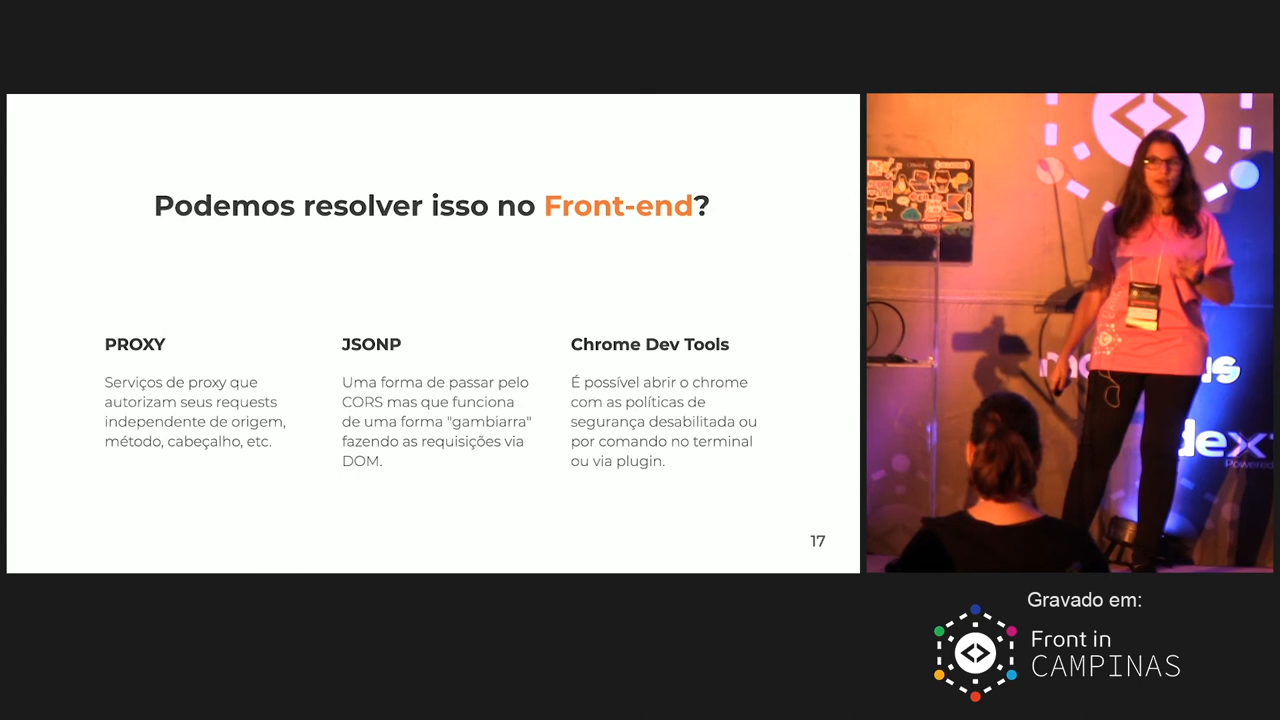 Podemos resolver isso no Front-end?
PROXY
Serviços de proxy que
autorizam seus requests
independente de origem,
método, cabeçalho, etc.
JSONP
Uma forma de passar pelo
CORS mas que funciona
de uma forma "gambiarra"
fazendo as requisições via
DOM.
Chrome Dev Tools
É possível abrir o chrome
com as políticas de
segurança desabilitada ou
por comando no terminal
ou via plugin.
17
Powered
Gravado em:
Front in
CAMPINAS